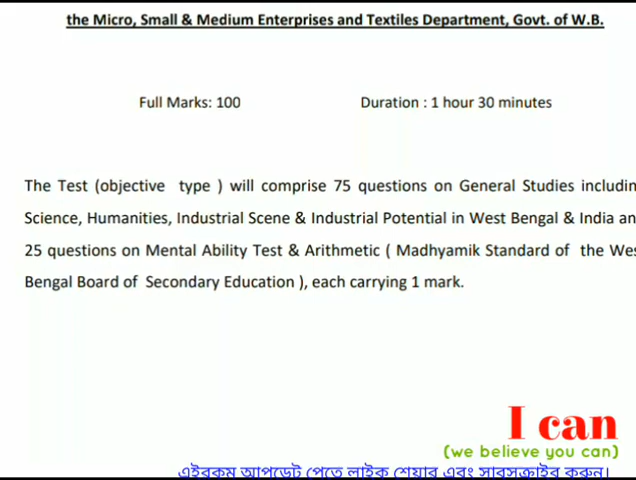 the Micro, Small & Medium Enterprises and Textiles Department, Govt. of W.B.
Full Marks: 100 Duration : 1 hour 30 minutes
The Test (objective type ) will comprise 75 questions on General Studies includin
Science, Humanities, Industrial Scene & Industrial Potential in West Bengal & India an
25 questions on Mental Ability Test & Arithmetic ( Madhyamik Standard of the Wes
Bengal Board of Secondary Education ), each carrying 1 mark.
I can
(we believe you can)
এইরকম আপডেট পেতে লাইক শেয়ার এবং সাবসক্রাইব করুন।